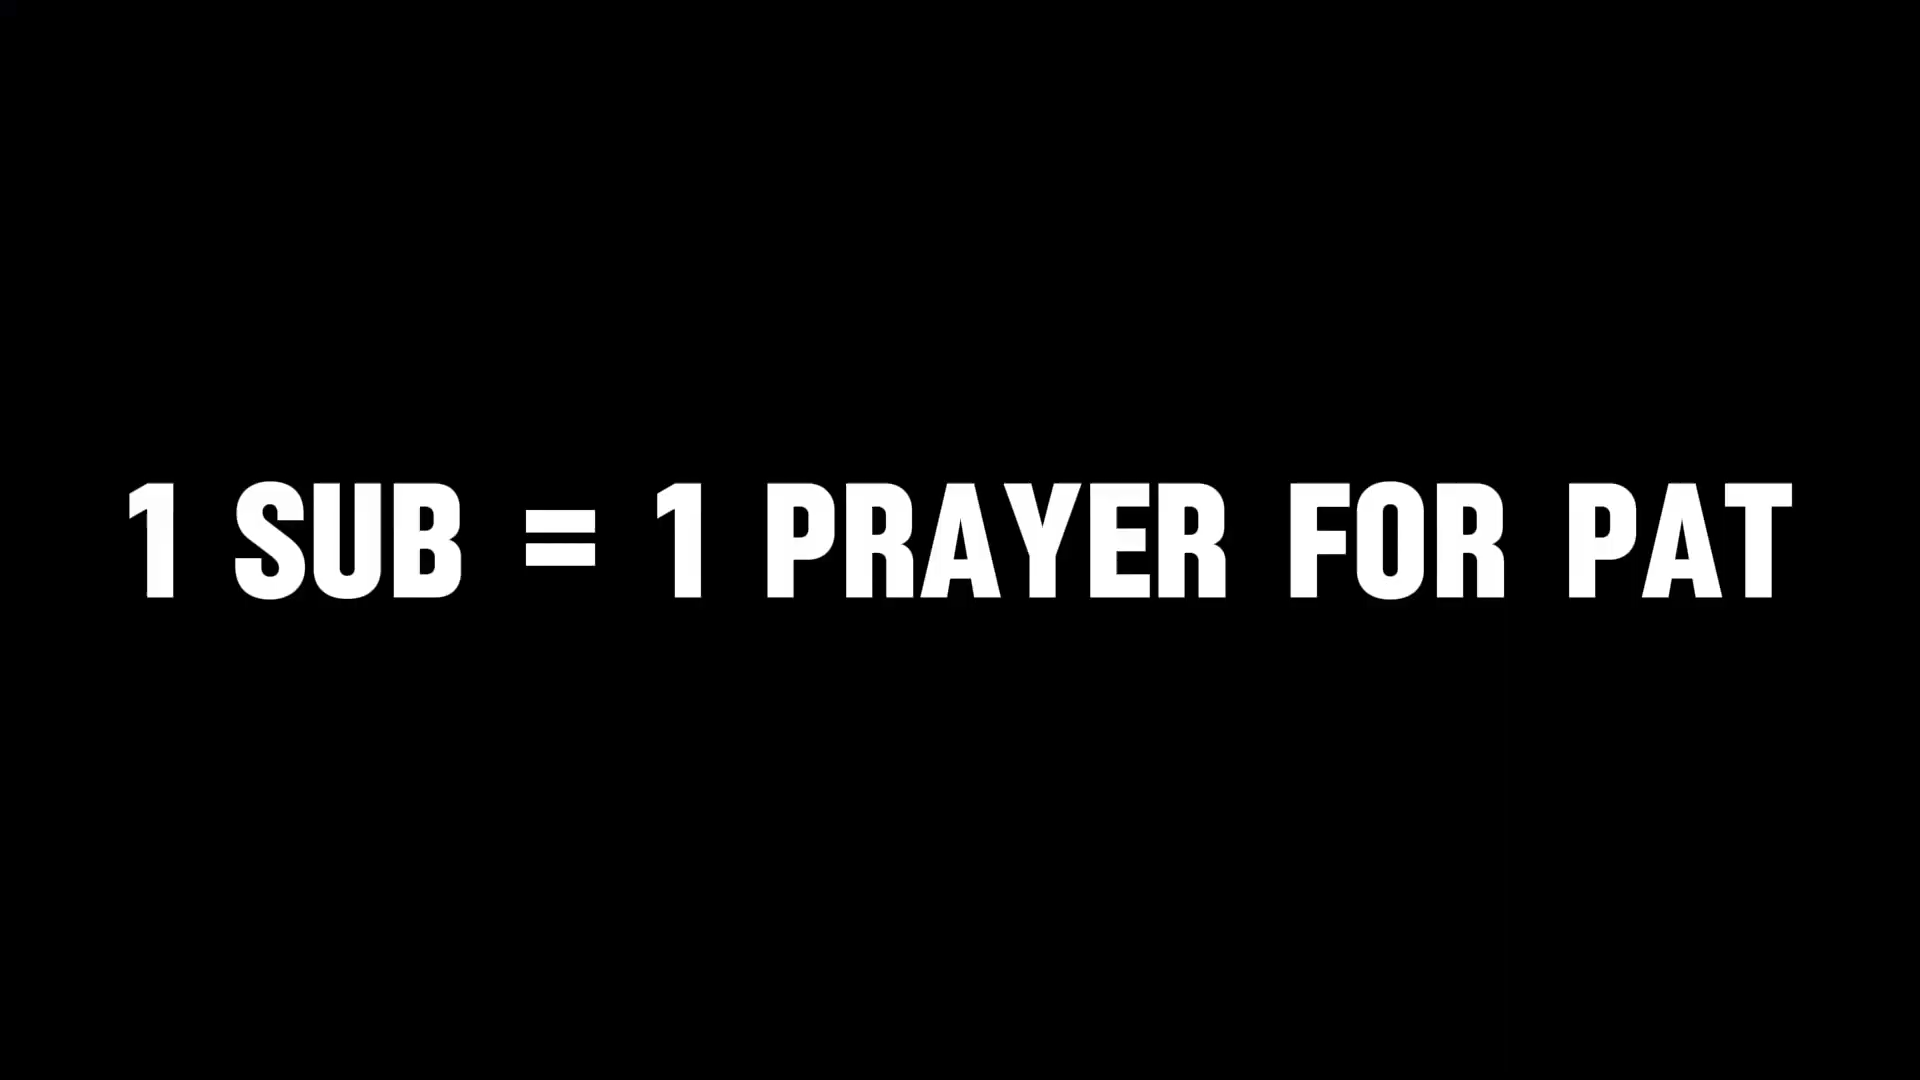 1 SUB = 1 PRAYER FOR PAT